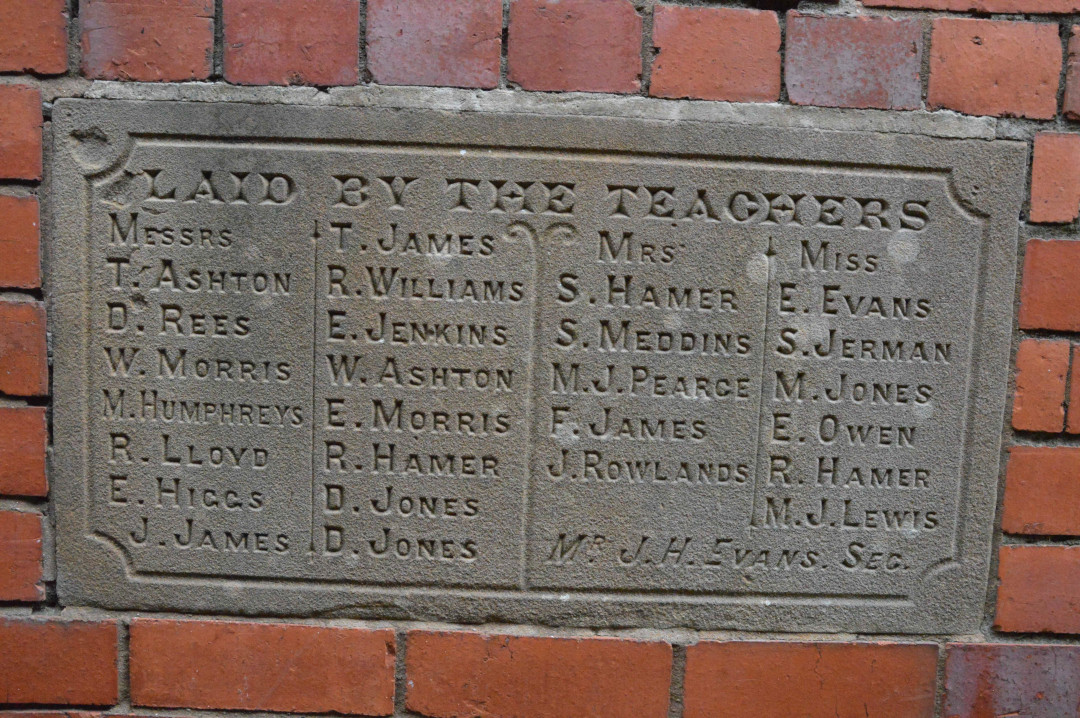 LAID BY THE TEACHERS
MESSRS
T. ASHTON
D. REES
W. MORRIS
M. HUMPHREYS
R. LLOYD
E. HIGGS
J. JAMES
T. JAMES
R. WILLIAMS
E. JENKINS
W. ASHTON
E. MORRIS
R. HAMER
D. JONES
D. JONES
MRS
S. HAMER
S. MEDDINS
M. J. PEARCE
F. JAMES
J. ROWLANDS
MISS
E. EVANS
S. JERMAN
M. JONES
E. OWEN
R. HAMER
M. J. LEWIS
MR J. H. EVANS. SEC.